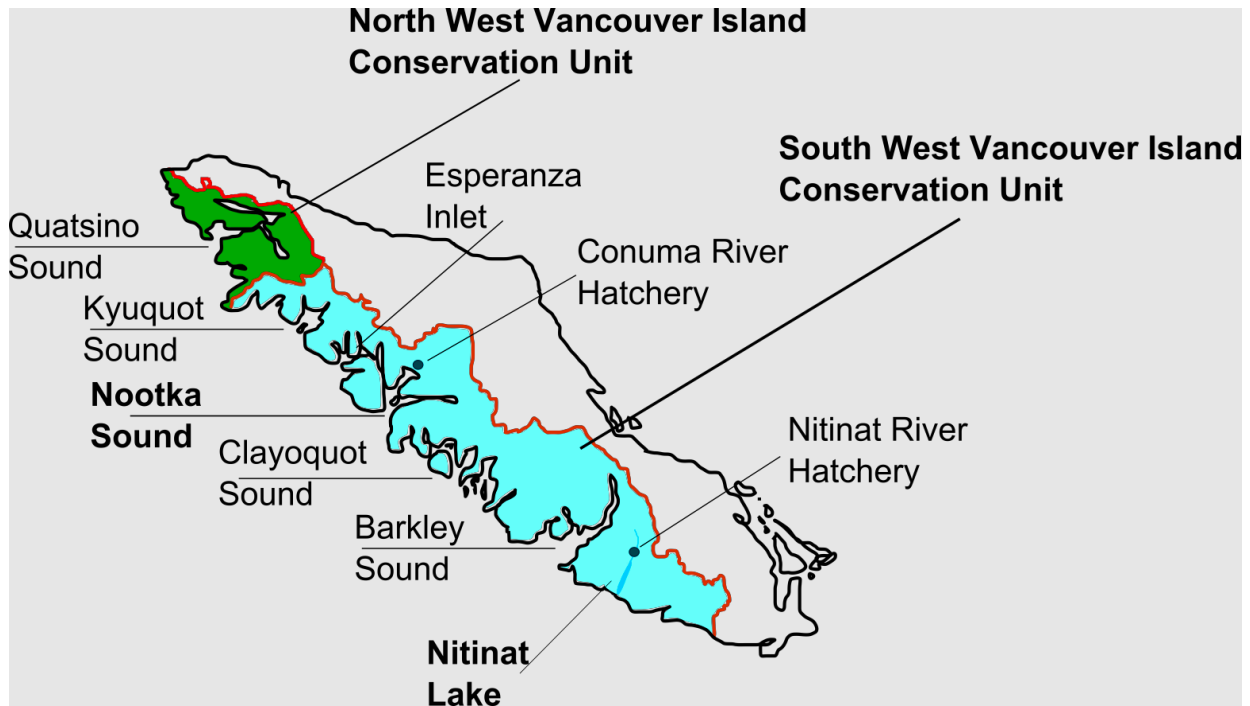 North West Vancouver Island
Conservation Unit
South West Vancouver Island
Conservation Unit
Esperanza
Inlet
Quatsino
Sound
Conuma River
Hatchery
Kyuquot
Sound
Nootka
Sound
Nitinat River
Hatchery
Clayoquot
Sound
Barkley
Sound
Nitinat
Lake